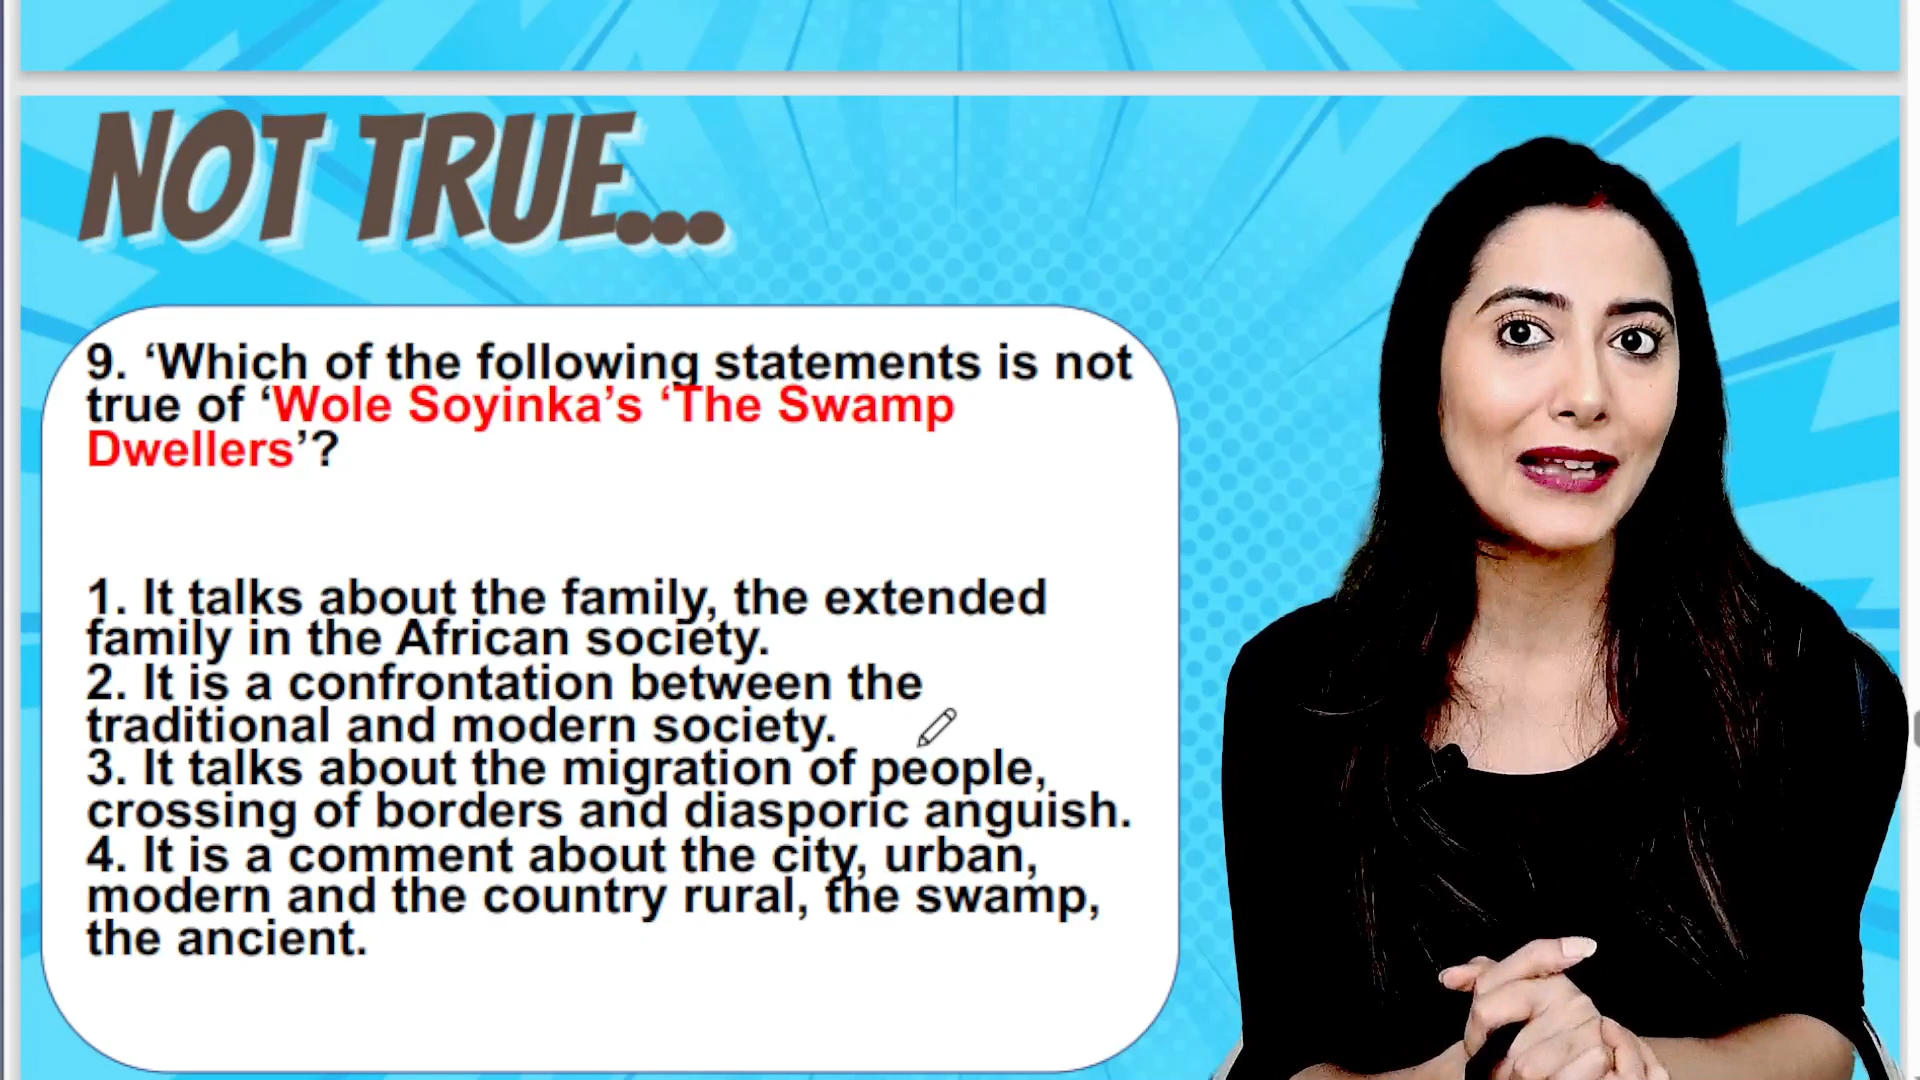 NOT TRUE...
9. ‘Which of the following statements is not
true of ‘Wole Soyinka’s ‘The Swamp
Dwellers’?
1. It talks about the family, the extended
family in the African society.
2. It is a confrontation between the
traditional and modern society.
3. It talks about the migration of people,
crossing of borders and diasporic anguish.
4. It is a comment about the city, urban,
modern and the country rural, the swamp,
the ancient.